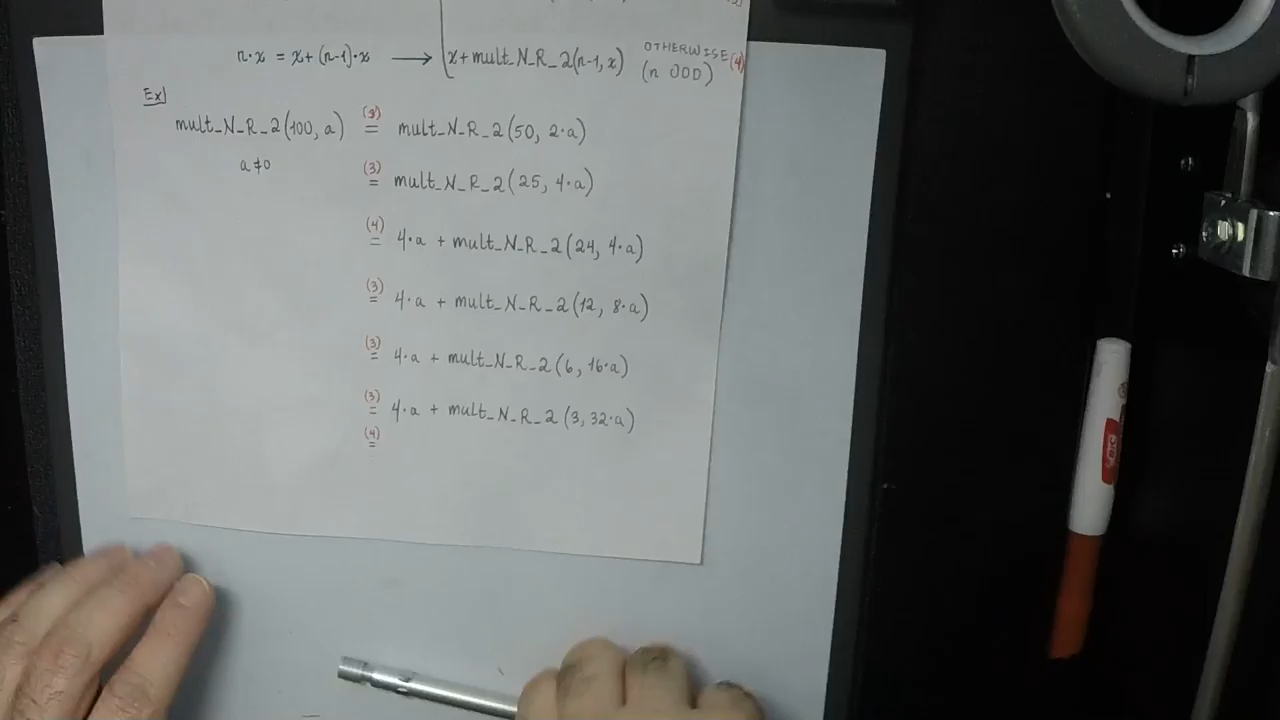 n·x = x+(n-1)·x ⟶ x+mult_N_R_2(n-1, x) OTHERWISE (4)
(n ODD)
Ex)
mult_N_R_2(100, a) (3) = mult_N_R_2(50, 2·a)
a≠0
(3) = mult_N_R_2(25, 4·a)
(4) = 4·a + mult_N_R_2(24, 4·a)
(3) = 4·a + mult_N_R_2(12, 8·a)
(3) = 4·a + mult_N_R_2(6, 16·a)
(3) = 4·a + mult_N_R_2(3, 32·a)
(4) =
BIC